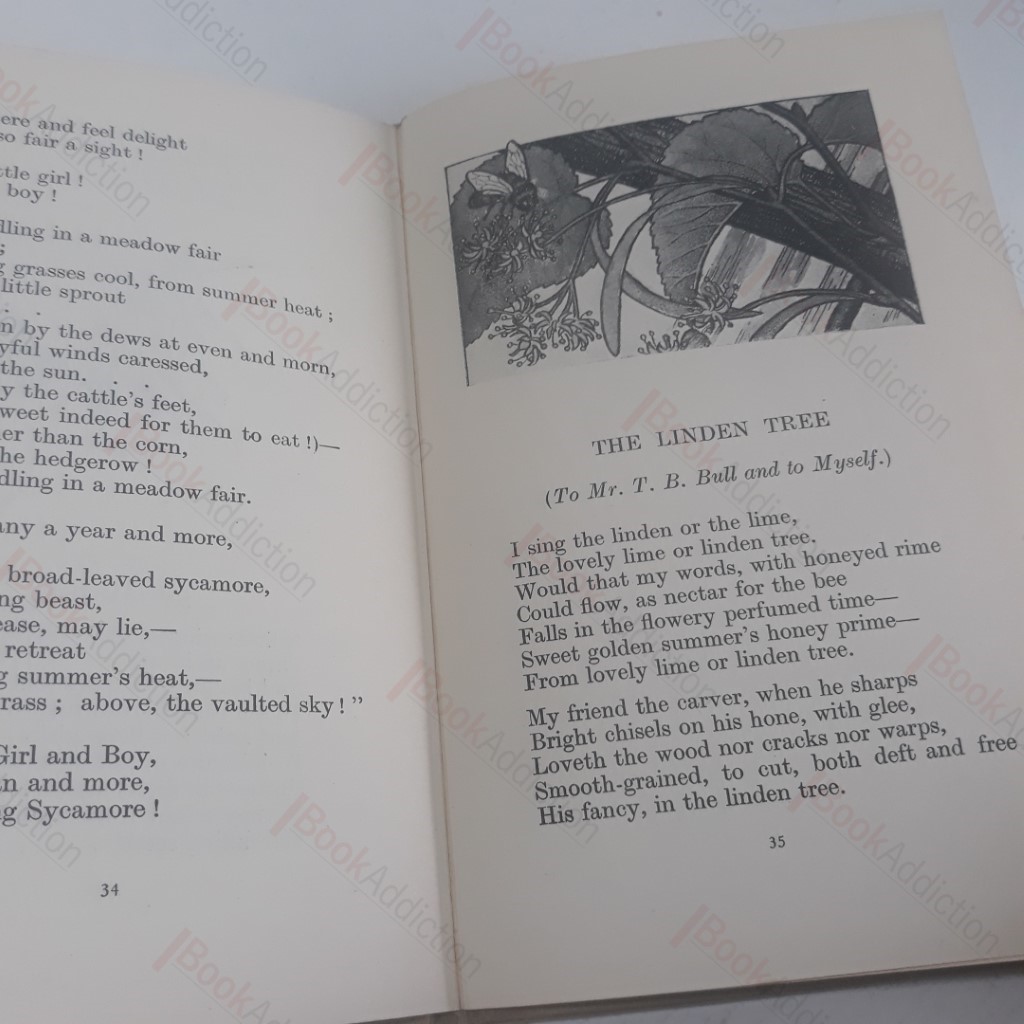 ere and feel delight
so fair a sight !
ttle girl !
boy !
lling in a meadow fair
;
g grasses cool, from summer heat ;
little sprout
. .
n by the dews at even and morn,
yful winds caressed,
the sun. . .
y the cattle's feet,
weet indeed for them to eat !)—
er than the corn,
he hedgerow !
dling in a meadow fair.
any a year and more,
broad-leaved sycamore,
ng beast,
ease, may lie,—
retreat
g summer's heat,—
rass ; above, the vaulted sky ! ”
Girl and Boy,
n and more,
g Sycamore !
34
THE LINDEN TREE
(To Mr. T. B. Bull and to Myself.)
I sing the linden or the lime,
The lovely lime or linden tree.
Would that my words, with honeyed rime
Could flow, as nectar for the bee
Falls in the flowery perfumed time—
Sweet golden summer's honey prime—
From lovely lime or linden tree.
My friend the carver, when he sharps
Bright chisels on his hone, with glee,
Loveth the wood nor cracks nor warps,
Smooth-grained, to cut, both deft and free
His fancy, in the linden tree.
35
BookAddiction